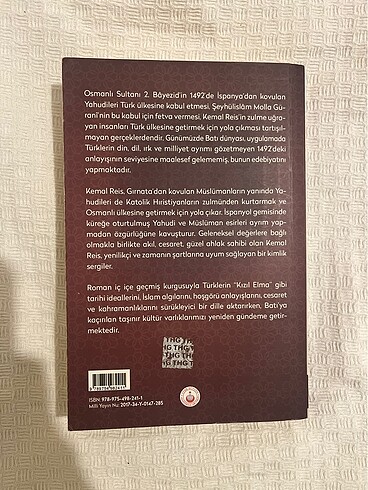 Osmanlı Sultanı 2. Bâyezid'in 1492'de İspanya'dan kovulan
Yahudileri Türk ülkesine kabul etmesi, Şeyhülislâm Molla Gü-
rani'nin bu kabul için fetva vermesi, Kemal Reis'in zulme uğra-
yan insanları Türk ülkesine getirmek için yola çıkası tartışıl-
mayan gerçeklerdendir. Günümüzde Batı dünyası, uygulamada
Türklerin din, dil, ırk ve milliyet ayrımı gözetmeyen 1492'deki
anlayışının seviyesine maalesef gelememiş, bunun edebiyatını
yapmaktadır.
Kemal Reis, Gırnata'dan kovulan Müslümanların yanında Ya-
hudileri de Katolik Hıristiyanların zulmünden kurtarmak ve
Osmanlı ülkesine getirmek için yola çıkar. İspanyol gemisinde
küreğe oturtulmuş Yahudi ve Müslüman esirleri ayrım yap-
madan özgürlüğüne kavuşturur. Geleneksel değerlere bağlı
olmakla birlikte akıl, cesaret, güzel ahlak sahibi olan Kemal
Reis, yenilikçi ve zamanın şartlarına uyum sağlayan bir kimlik
sergiler.
Roman iç içe geçmiş kurgusuyla Türklerin "Kızıl Elma" gibi
tarihi ideallerini, İslam algılarını, hoşgörü anlayışlarını, cesaret
ve kahramanlıklarını sürükleyici bir dille aktarırken, Batı'ya
kaçırılan taşınır kültür varlıklarımızı yeniden gündeme getir-
mektedir.
THG
ISBN: 978-975-498-241-1
Milli Yayın No: 2017-34-Y-0147-285